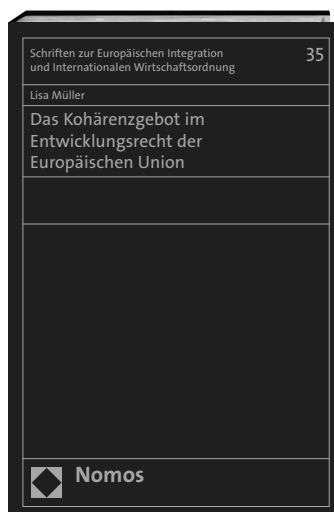 Schriften zur Europäischen Integration
und Internationalen Wirtschaftsordnung
35
Lisa Müller
Das Kohärenzgebot im
Entwicklungsrecht der
Europäischen Union
Nomos